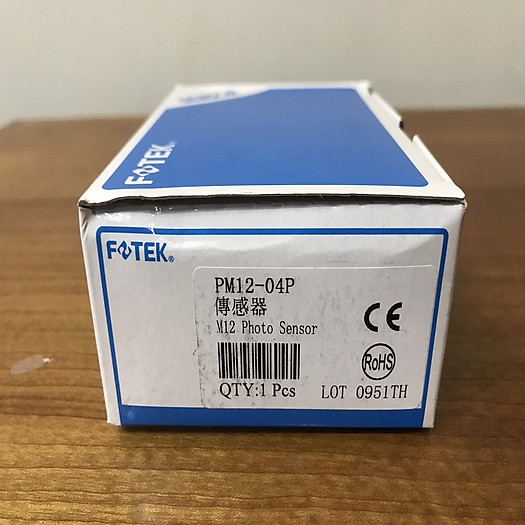 FOTEK®
FOTEK®
PM12-04P
傳感器
M12 Photo Sensor
CE
RoHS
QTY:1 Pcs
LOT 0951TH